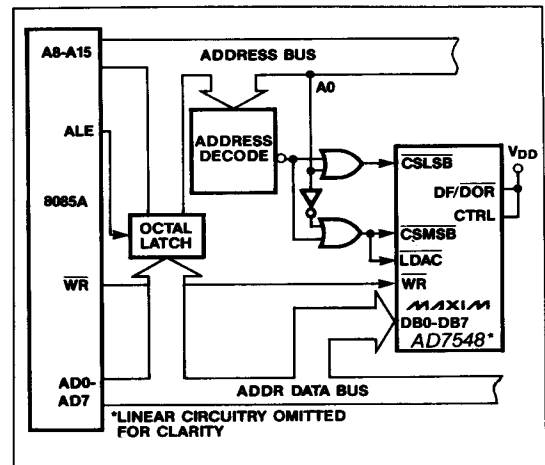 A8-A15
ADDRESS BUS
A0
ALE
ADDRESS
DECODE
CSLSB
VDD
DF/DOR
CTRL
8085A
OCTAL
LATCH
CSMSB
LDAC
WR
WR
MAXIM
DB0-DB7
AD7548*
AD0-
AD7
ADDR DATA BUS
*LINEAR CIRCUITRY OMITTED
FOR CLARITY